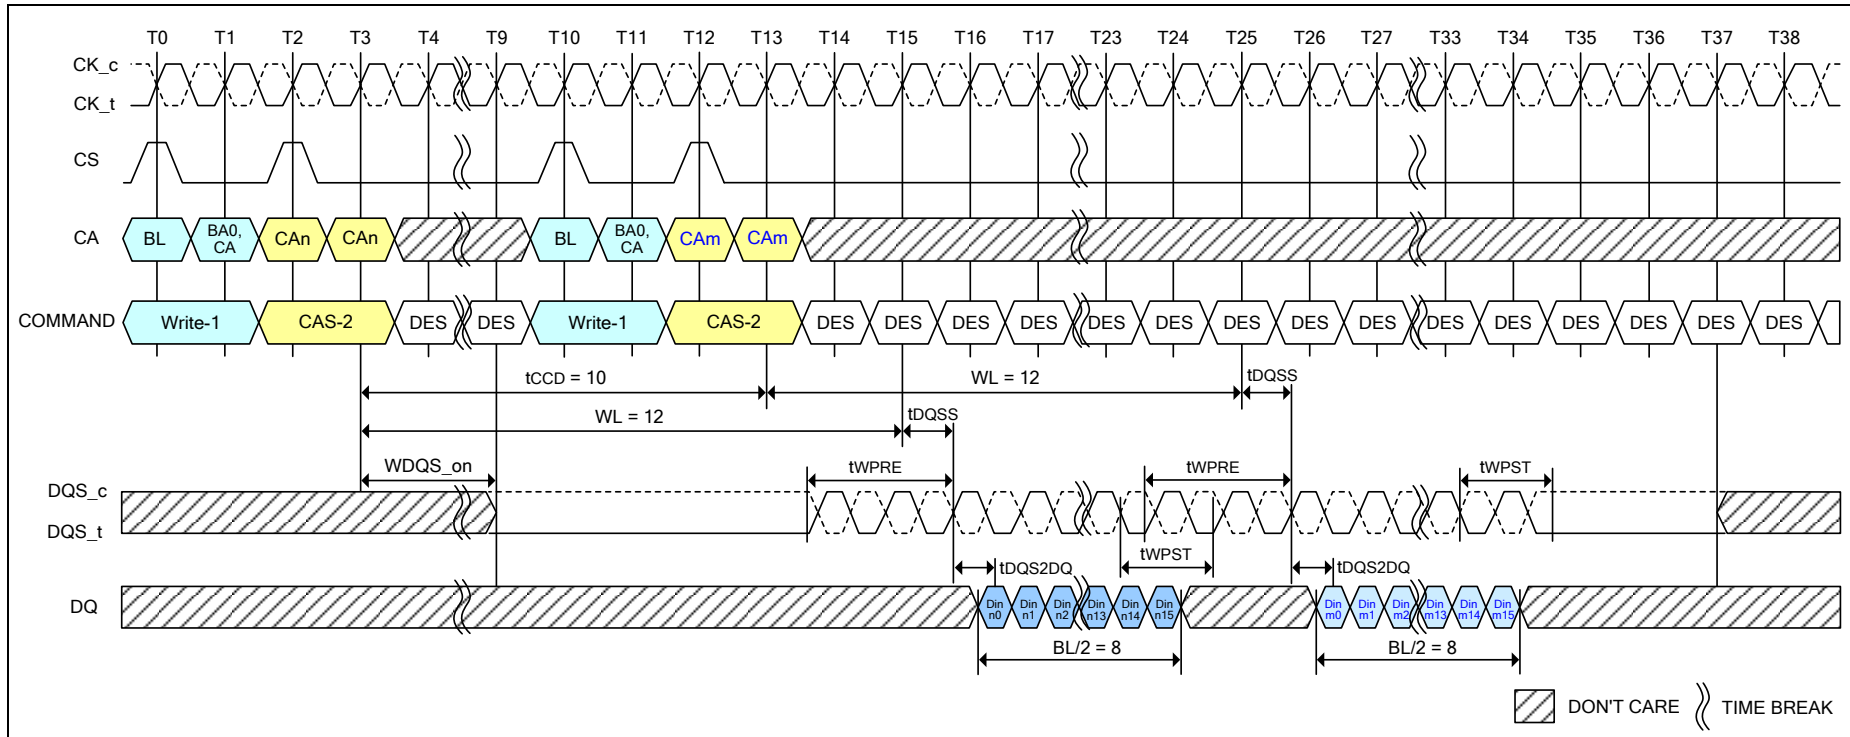 T0 T1 T2 T3 T4 T9 T10 T11 T12 T13 T14 T15 T16 T17 T23 T24 T25 T26 T27 T33 T34 T35 T36 T37 T38
CK_c
CK_t
CS
CA BL BA0, CA CAn CAn BL BA0, CA CAm CAm
COMMAND Write-1 CAS-2 DES DES Write-1 CAS-2 DES DES DES DES DES DES DES DES DES DES DES DES DES DES DES
tCCD = 10 WL = 12 tDQSS
WL = 12 tDQSS
WDQS_on tWPRE tWPRE tWPST
DQS_c
DQS_t
tWPST
tDQS2DQ tDQS2DQ
DQ Din n0 Din n1 Din n2 Din n13 Din n14 Din n15 Din m0 Din m1 Din m2 Din m13 Din m14 Din m15
BL/2 = 8 BL/2 = 8
DON'T CARE TIME BREAK